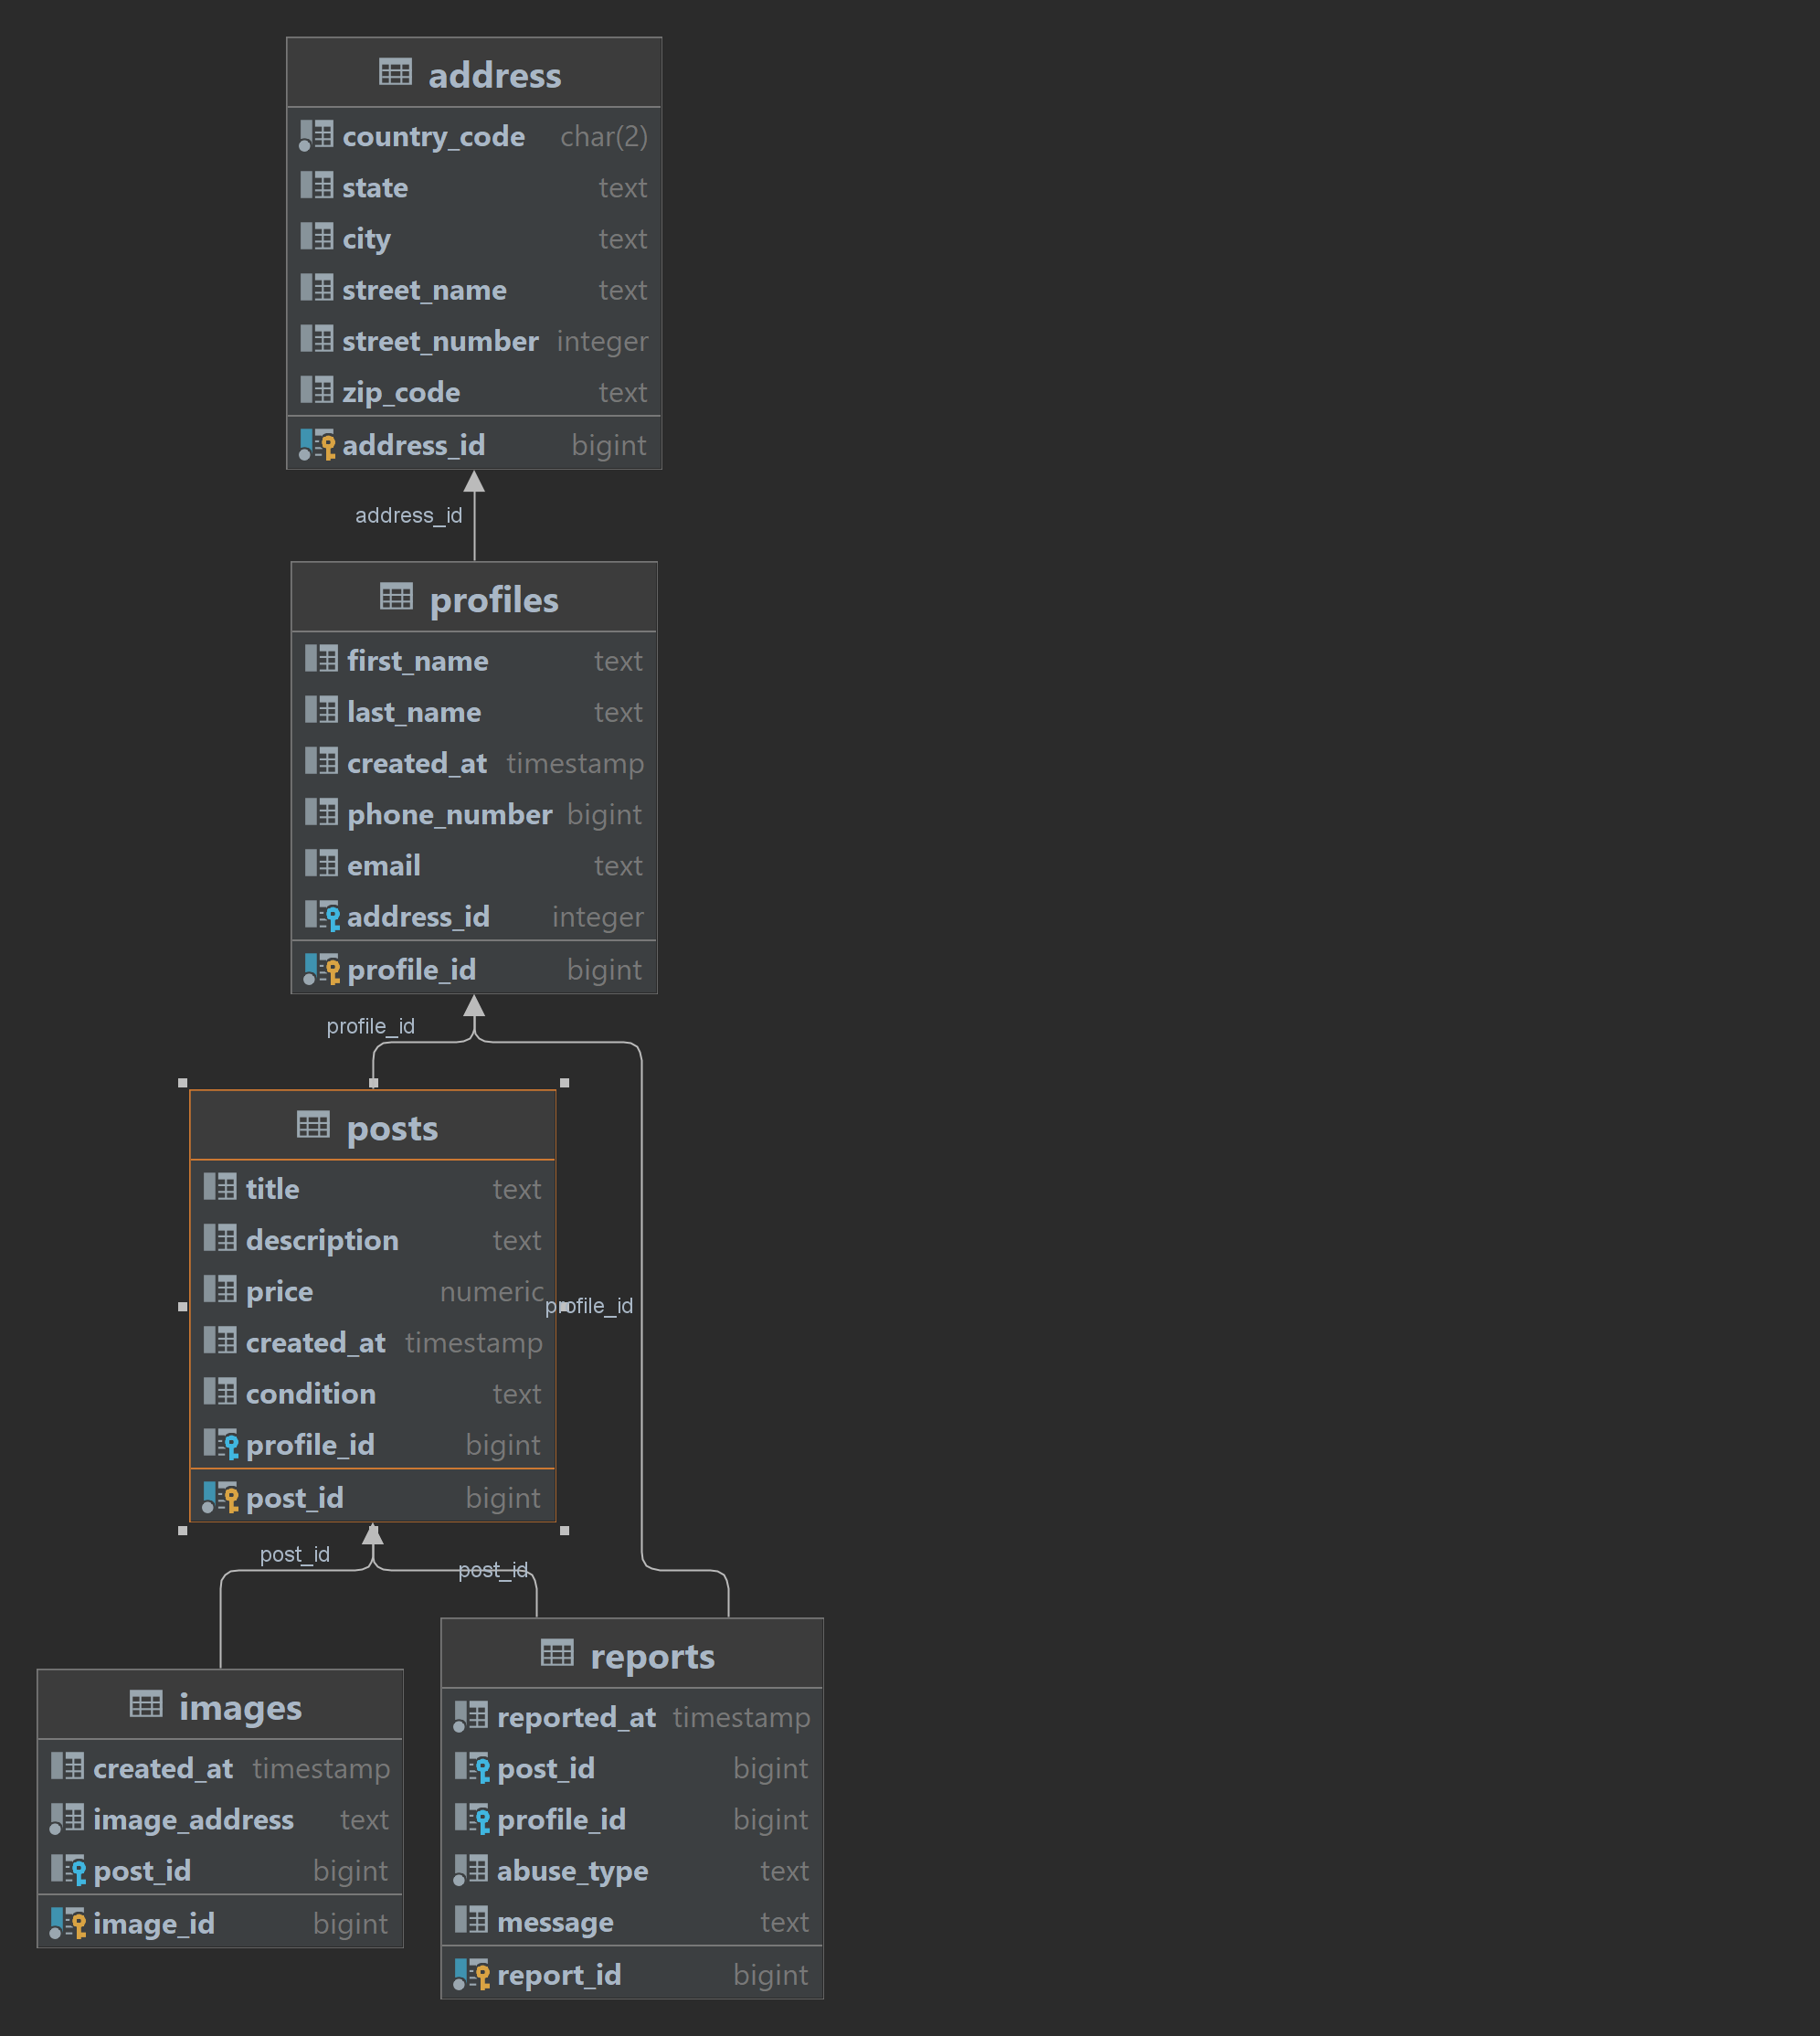 address
country_code char(2)
state text
city text
street_name text
street_number integer
zip_code text
address_id bigint
address_id
profiles
first_name text
last_name text
created_at timestamp
phone_number bigint
email text
address_id integer
profile_id bigint
profile_id
posts
title text
description text
price numeric
profile_id
created_at timestamp
condition text
profile_id bigint
post_id bigint
post_id
post_id
reports
reported_at timestamp
post_id bigint
profile_id bigint
abuse_type text
message text
report_id bigint
images
created_at timestamp
image_address text
post_id bigint
image_id bigint